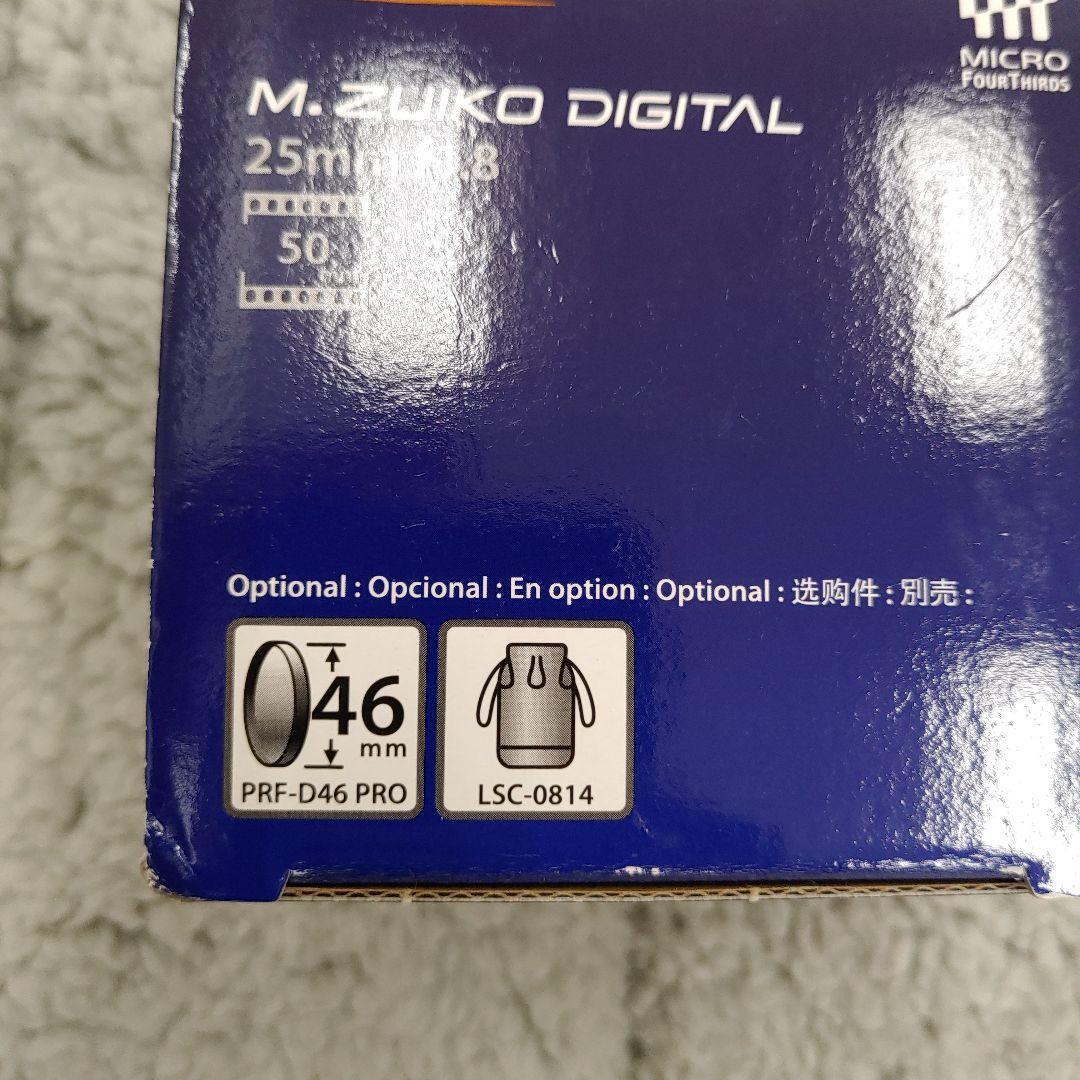 MICRO
FOURTHIRDS
M. ZUIKO DIGITAL
50
Optional : Opcional : En option : Optional : 选购件 : 別売 :
46
mm
PRF-D46 PRO
LSC-0814